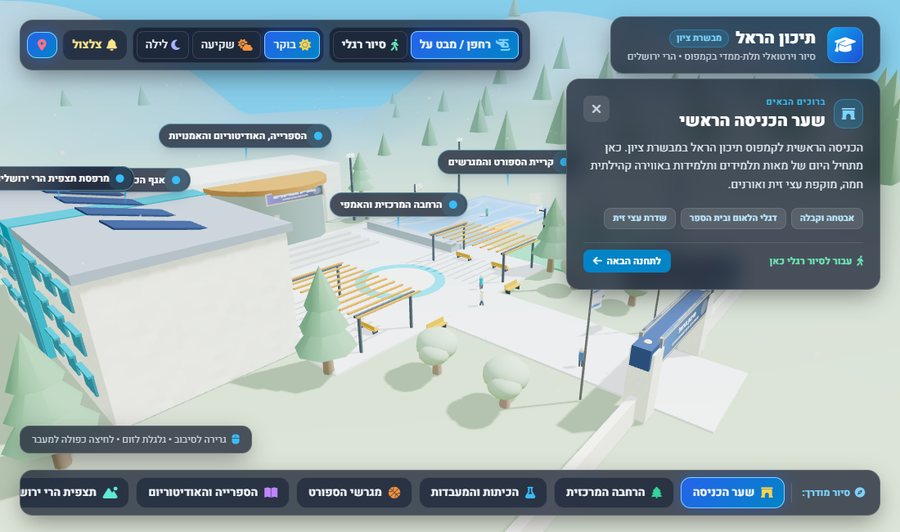 תיכון הראל
מבשרת ציון
סיור וירטואלי תלת-ממדי בקמפוס • הרי ירושלים
רחפן / מבט על
סיור רגלי
בוקר
שקיעה
לילה
צלצול
ברוכים הבאים
שער הכניסה הראשי
הכניסה הראשית לקמפוס תיכון הראל במבשרת ציון. כאן
מתחיל היום של מאות תלמידים ותלמידות באווירה קהילתית
חמה, מוקפת עצי זית ואורנים.
אבטחה וקבלה
דגלי הלאום ובית הספר
שדרת עצי זית
עבור לסיור רגלי כאן
לתחנה הבאה
הספרייה, האודיטוריום והאמנויות
קריית הספורט והמגרשים
אגף הכ
מרפסת תצפית הרי ירושלי
הרחבה המרכזית והאמפי
גרירה לסיבוב • גלגלת לזום • לחיצה כפולה למעבר
סיור מודרך:
שער הכניסה
הרחבה המרכזית
הכיתות והמעבדות
מגרשי הספורט
הספרייה והאודיטוריום
תצפית הרי ירוש